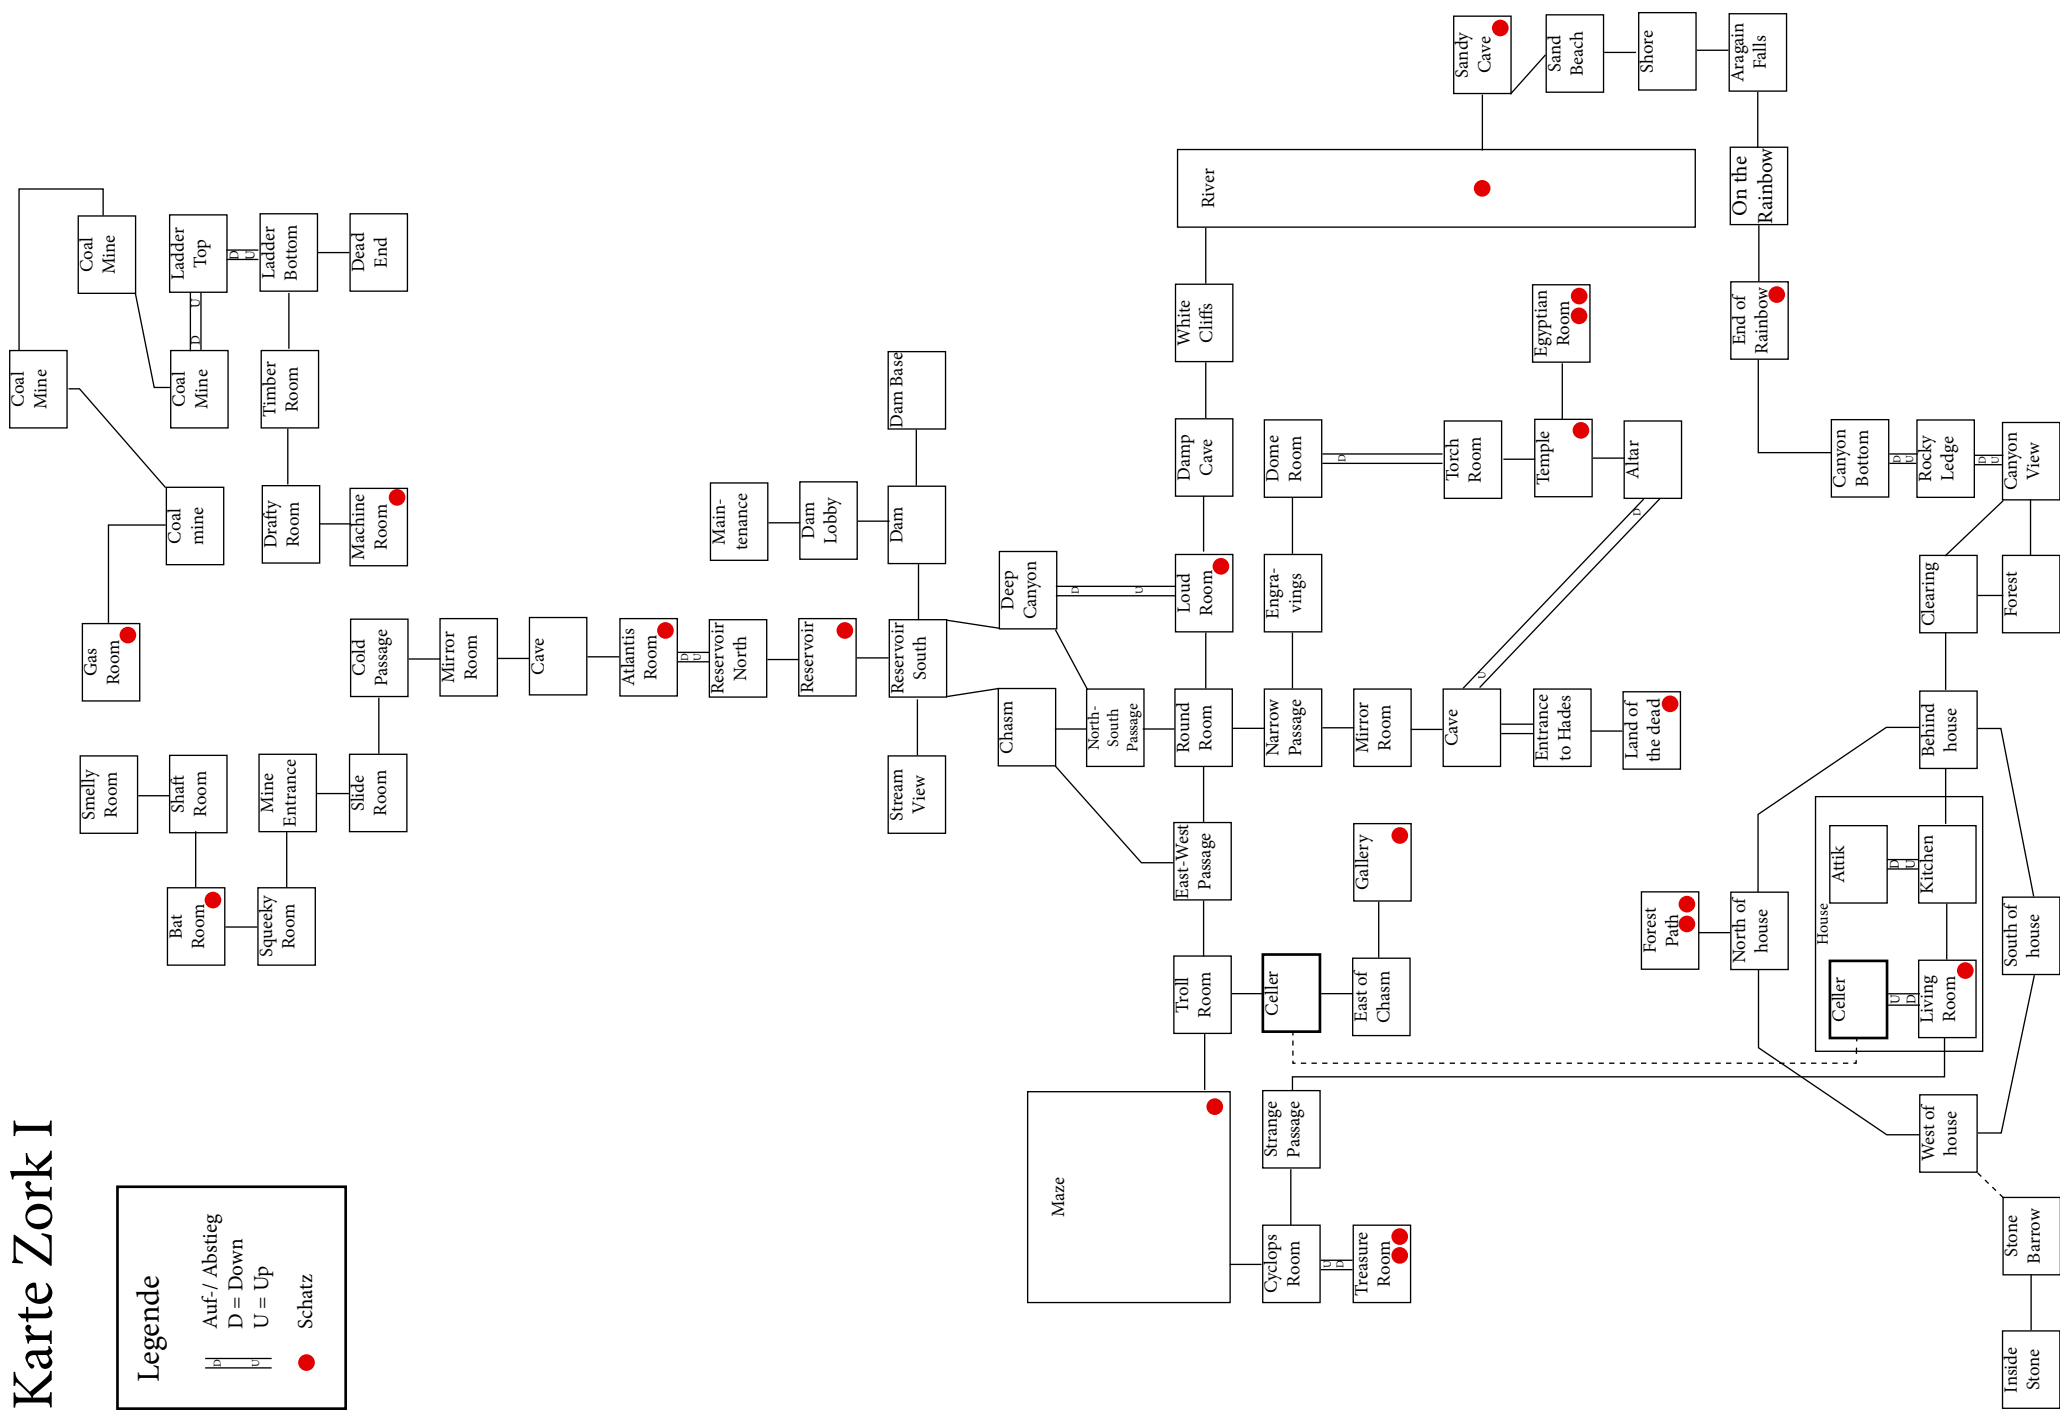 Karte Zork I
Legende
Auf-/ Abstieg
D = Down
U = Up
D
U
Schatz
Gas
Room
Coal
mine
Coal
Mine
Coal
Mine
Coal
Mine
D
U
Ladder
Top
D
U
Ladder
Bottom
Dead
End
Timber
Room
Drafty
Room
Machine
Room
Smelly
Room
Shaft
Room
Bat
Room
Squeeky
Room
Mine
Entrance
Slide
Room
Cold
Passage
Mirror
Room
Cave
Atlantis
Room
D
U
Reservoir
North
Reservoir
Reservoir
South
Stream
View
Dam
Dam
Lobby
Main-
tenance
Dam Base
Deep
Canyon
D
U
Chasm
North-
South
Passage
Maze
Troll
Room
East-West
Passage
Round
Room
Loud
Room
Damp
Cave
White
Cliffs
River
Cyclops
Room
U
D
Treasure
Room
Strange
Passage
Celler
East of
Chasm
Gallery
Narrow
Passage
Engra-
vings
Dome
Room
D
Torch
Room
Temple
Egyptian
Room
Altar
D
U
Mirror
Room
Cave
Entrance
to Hades
Land of
the dead
Sandy
Cave
Sand
Beach
Shore
Aragain
Falls
On the
Rainbow
End of
Rainbow
Canyon
Bottom
D
U
Rocky
Ledge
D
U
Canyon
View
Clearing
Forest
Behind
house
Forest
Path
North of
house
House
Attik
D
U
Kitchen
Celler
U
D
Living
Room
South of
house
West of
house
Stone
Barrow
Inside
Stone